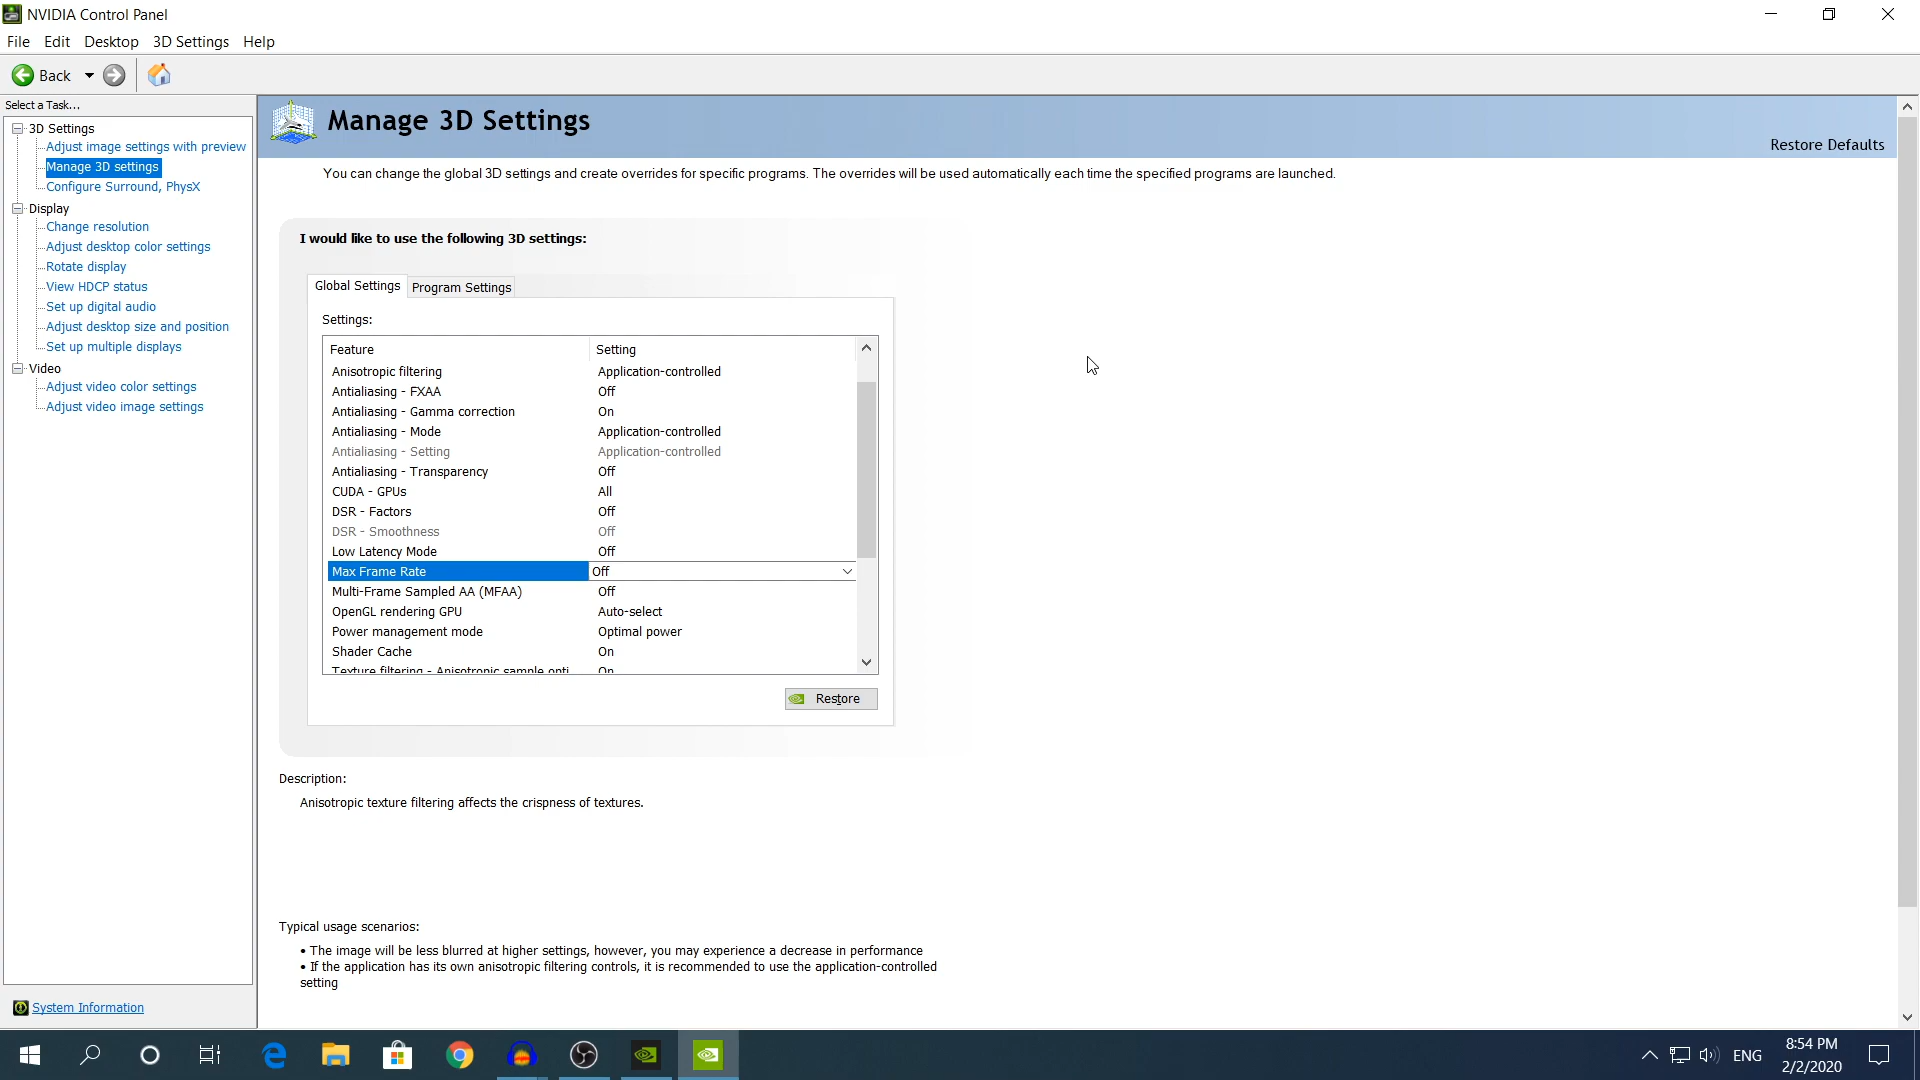 NVIDIA Control Panel
File Edit Desktop 3D Settings Help
Back
Select a Task...
3D Settings
Adjust image settings with preview
Manage 3D settings
Configure Surround, PhysX
Display
Change resolution
Adjust desktop color settings
Rotate display
View HDCP status
Set up digital audio
Adjust desktop size and position
Set up multiple displays
Video
Adjust video color settings
Adjust video image settings
System Information
Manage 3D Settings
Restore Defaults
You can change the global 3D settings and create overrides for specific programs. The overrides will be used automatically each time the specified programs are launched.
I would like to use the following 3D settings:
Global Settings Program Settings
Settings:
Feature Setting
Anisotropic filtering Application-controlled
Antialiasing - FXAA Off
Antialiasing - Gamma correction On
Antialiasing - Mode Application-controlled
Antialiasing - Setting Application-controlled
Antialiasing - Transparency Off
CUDA - GPUs All
DSR - Factors Off
DSR - Smoothness Off
Low Latency Mode Off
Max Frame Rate Off
Multi-Frame Sampled AA (MFAA) Off
OpenGL rendering GPU Auto-select
Power management mode Optimal power
Shader Cache On
Texture filtering - Anisotropic sample opti... On
Restore
Description:
Anisotropic texture filtering affects the crispness of textures.
Typical usage scenarios:
• The image will be less blurred at higher settings, however, you may experience a decrease in performance
• If the application has its own anisotropic filtering controls, it is recommended to use the application-controlled
setting
ENG
8:54 PM
2/2/2020